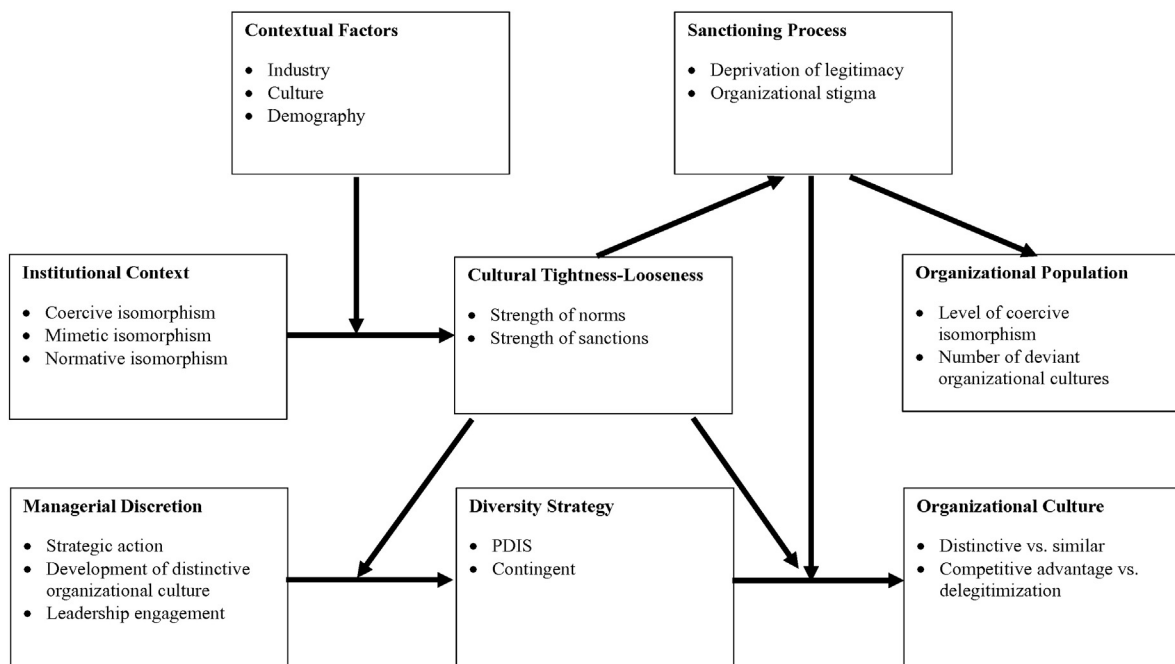 Contextual Factors
• Industry
• Culture
• Demography
Sanctioning Process
• Deprivation of legitimacy
• Organizational stigma
Institutional Context
• Coercive isomorphism
• Mimetic isomorphism
• Normative isomorphism
Cultural Tightness-Looseness
• Strength of norms
• Strength of sanctions
Organizational Population
• Level of coercive
isomorphism
• Number of deviant
organizational cultures
Managerial Discretion
• Strategic action
• Development of distinctive
organizational culture
• Leadership engagement
Diversity Strategy
• PDIS
• Contingent
Organizational Culture
• Distinctive vs. similar
• Competitive advantage vs.
delegitimization